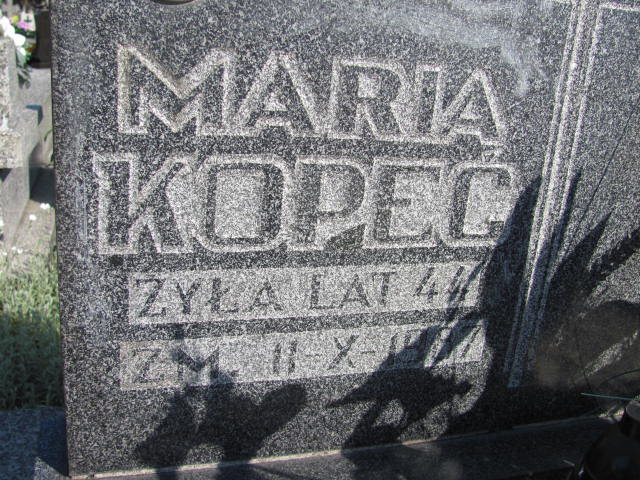 MARIA
KOPEĆ
ŻYŁA LAT 44
ZM. 11-X-